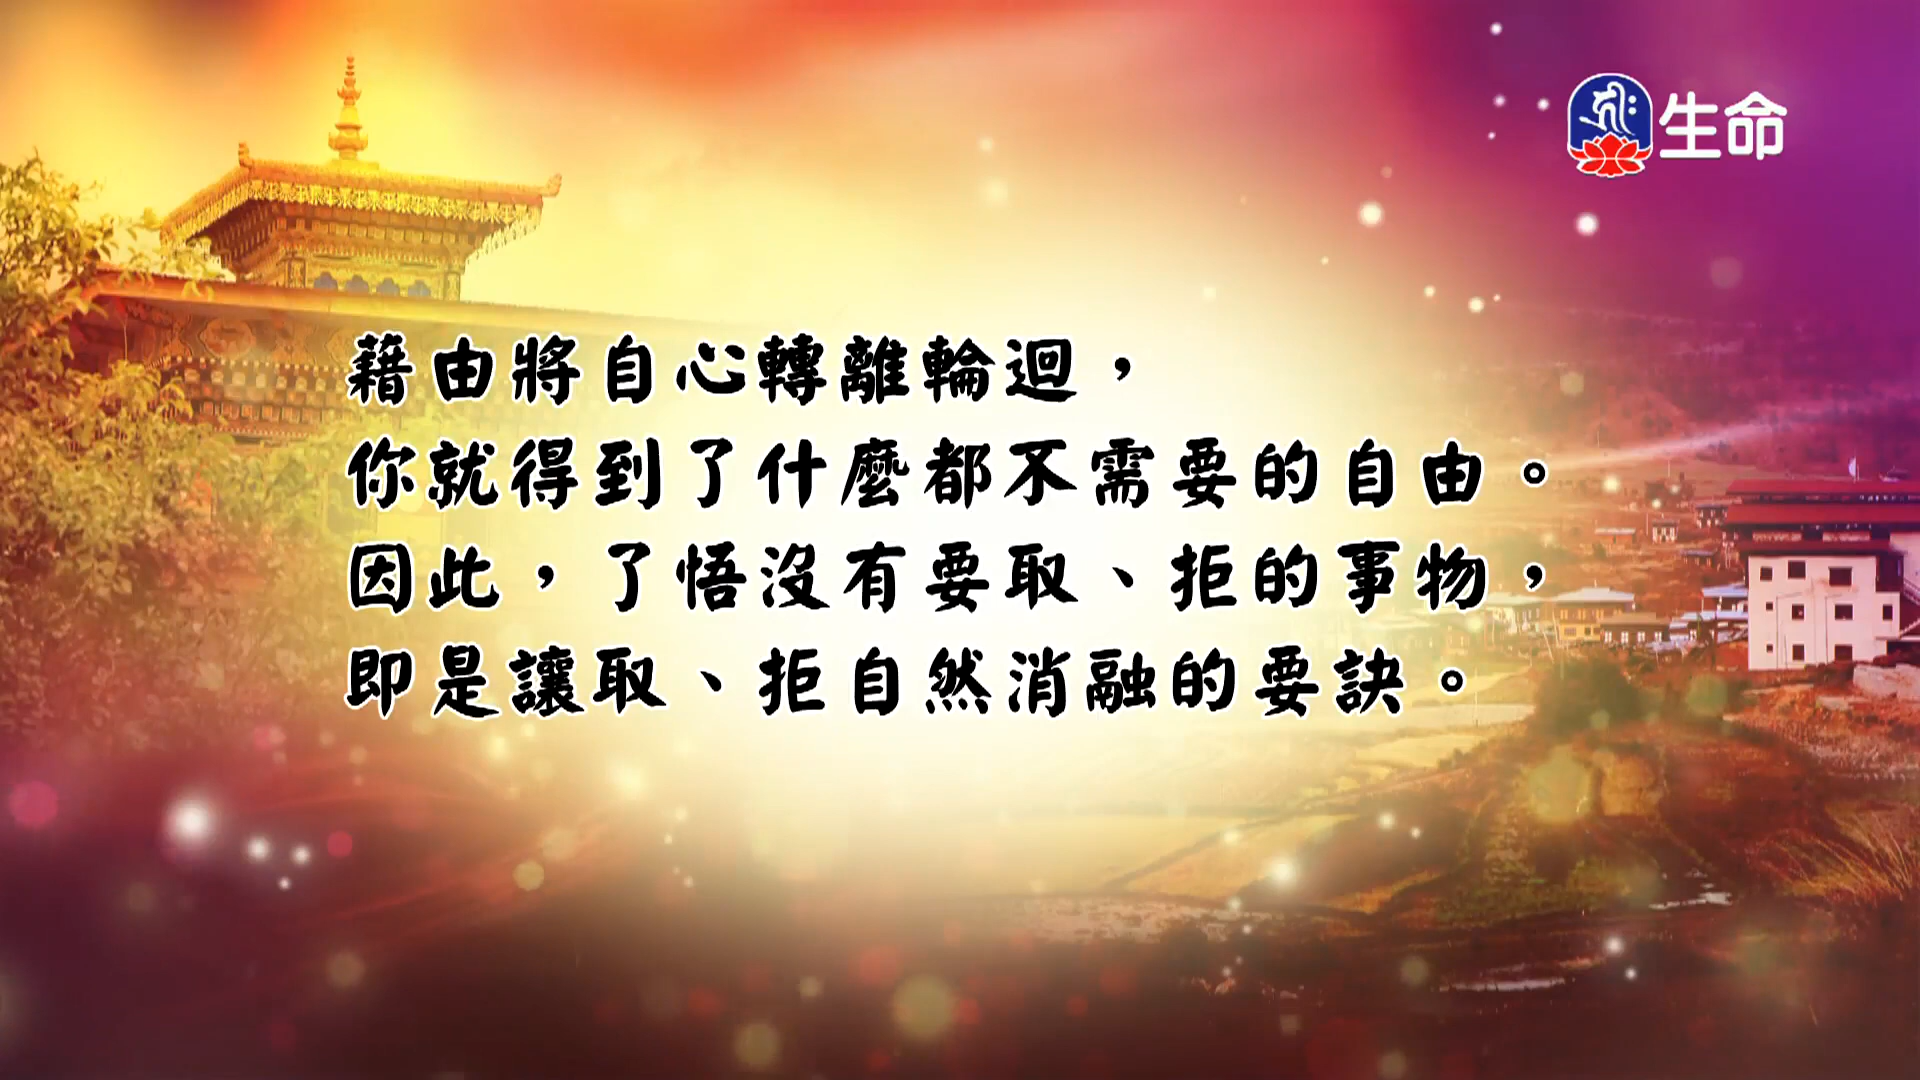 生命
藉由將自心轉離輪迴，
你就得到了什麼都不需要的自由。
因此，了悟沒有要取、拒的事物，
即是讓取、拒自然消融的要訣。